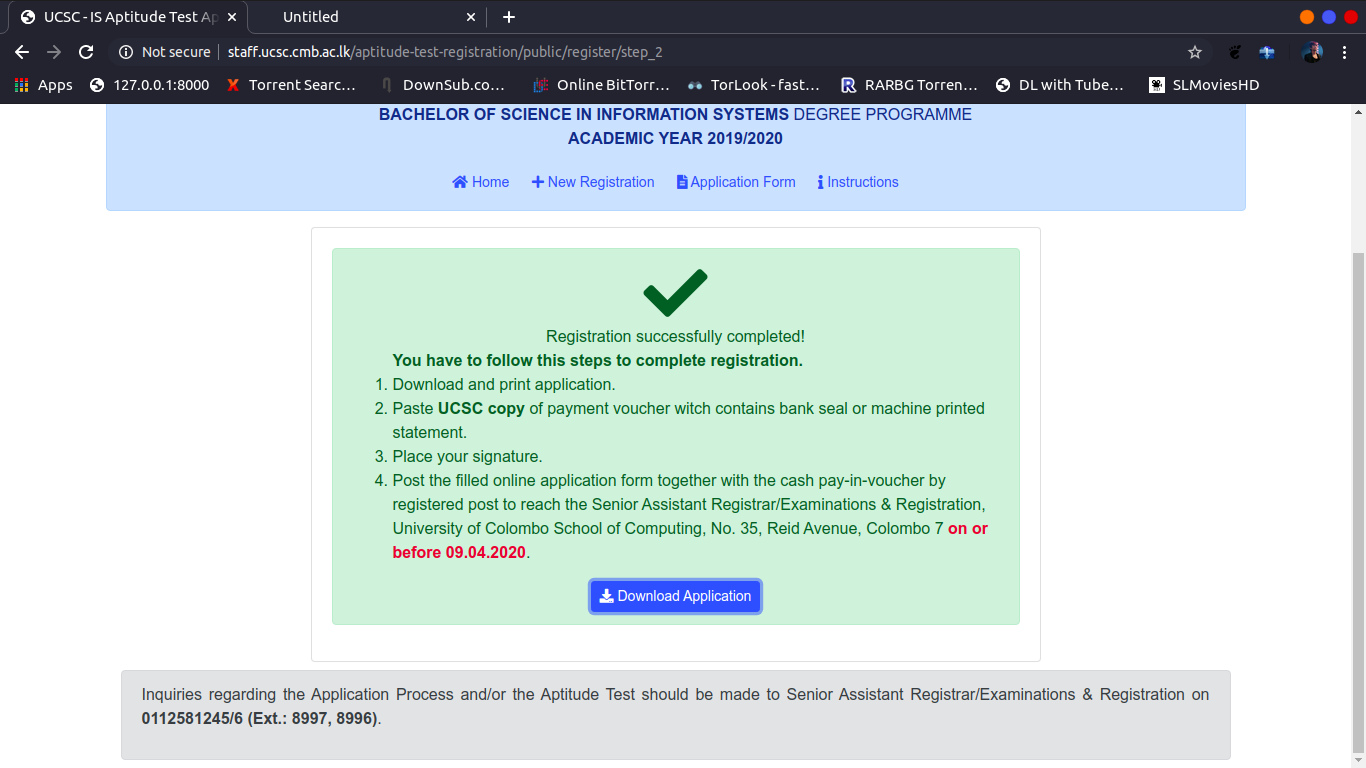 UCSC - IS Aptitude Test Ap
Untitled
Not secure
staff.ucsc.cmb.ac.lk/aptitude-test-registration/public/register/step_2
Apps
127.0.0.1:8000
Torrent Searc...
DownSub.co...
Online BitTorr...
TorLook - fast...
RARBG Torren...
DL with Tube...
SLMoviesHD
BACHELOR OF SCIENCE IN INFORMATION SYSTEMS DEGREE PROGRAMME
ACADEMIC YEAR 2019/2020
Home
New Registration
Application Form
Instructions
Registration successfully completed!
You have to follow this steps to complete registration.
1. Download and print application.
2. Paste UCSC copy of payment voucher witch contains bank seal or machine printed
statement.
3. Place your signature.
4. Post the filled online application form together with the cash pay-in-voucher by
registered post to reach the Senior Assistant Registrar/Examinations & Registration,
University of Colombo School of Computing, No. 35, Reid Avenue, Colombo 7 on or
before 09.04.2020.
Download Application
Inquiries regarding the Application Process and/or the Aptitude Test should be made to Senior Assistant Registrar/Examinations & Registration on
0112581245/6 (Ext.: 8997, 8996).